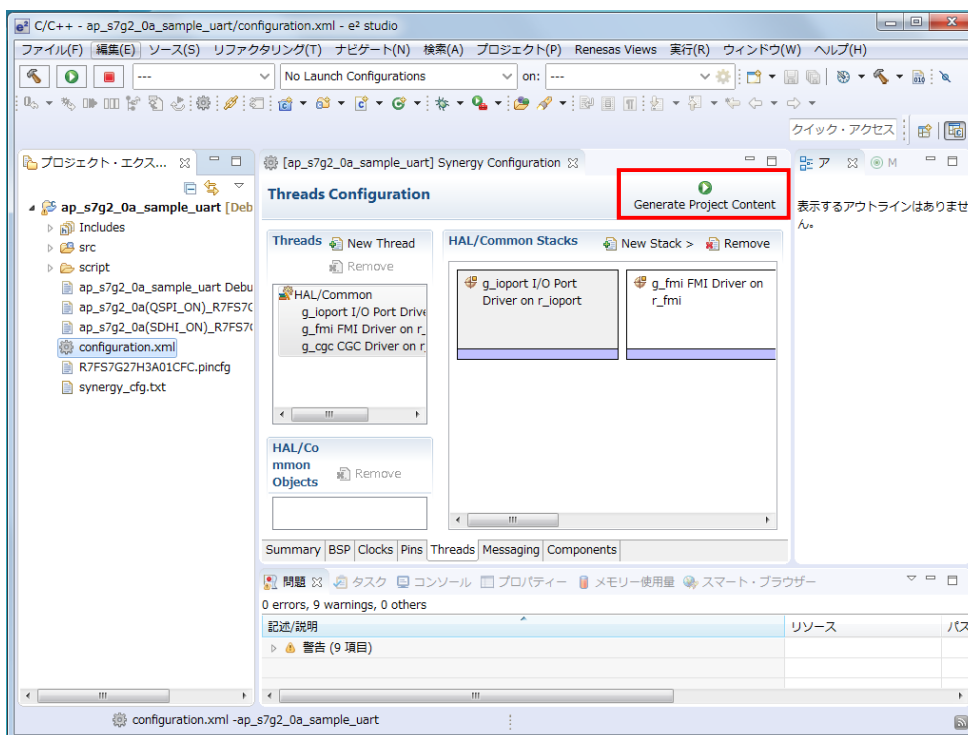 C/C++ - ap_s7g2_0a_sample_uart/configuration.xml - e² studio
ファイル(F) 編集(E) ソース(S) リファクタリング(T) ナビゲート(N) 検索(A) プロジェクト(P) Renesas Views 実行(R) ウィンドウ(W) ヘルプ(H)
--- No Launch Configurations on: ---
クイック・アクセス
プロジェクト・エクス...
ap_s7g2_0a_sample_uart [Deb
Includes
src
script
ap_s7g2_0a_sample_uart Debu
ap_s7g2_0a(QSPI_ON)_R7FS7G
ap_s7g2_0a(SDHI_ON)_R7FS7G
configuration.xml
R7FS7G27H3A01CFC.pincfg
synergy_cfg.txt
[ap_s7g2_0a_sample_uart] Synergy Configuration
Threads Configuration
Generate Project Content
Threads New Thread
Remove
HAL/Common
g_ioport I/O Port Drive
g_fmi FMI Driver on r_
g_cgc CGC Driver on r_
HAL/Co
mmon
Objects
Remove
HAL/Common Stacks New Stack > Remove
g_ioport I/O Port
Driver on r_ioport
g_fmi FMI Driver on
r_fmi
Summary BSP Clocks Pins Threads Messaging Components
ア M
表示するアウトラインはありませ
ん。
問題 タスク コンソール プロパティー メモリー使用量 スマート・ブラウザー
0 errors, 9 warnings, 0 others
記述/説明 リソース パス
警告 (9 項目)
configuration.xml -ap_s7g2_0a_sample_uart